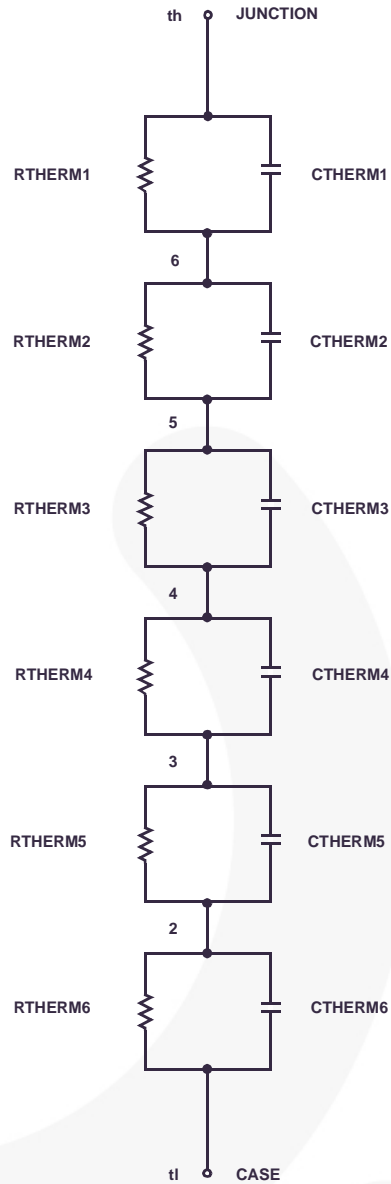 th JUNCTION
RTHERM1 CTHERM1
6
RTHERM2 CTHERM2
5
RTHERM3 CTHERM3
4
RTHERM4 CTHERM4
3
RTHERM5 CTHERM5
2
RTHERM6 CTHERM6
tl CASE